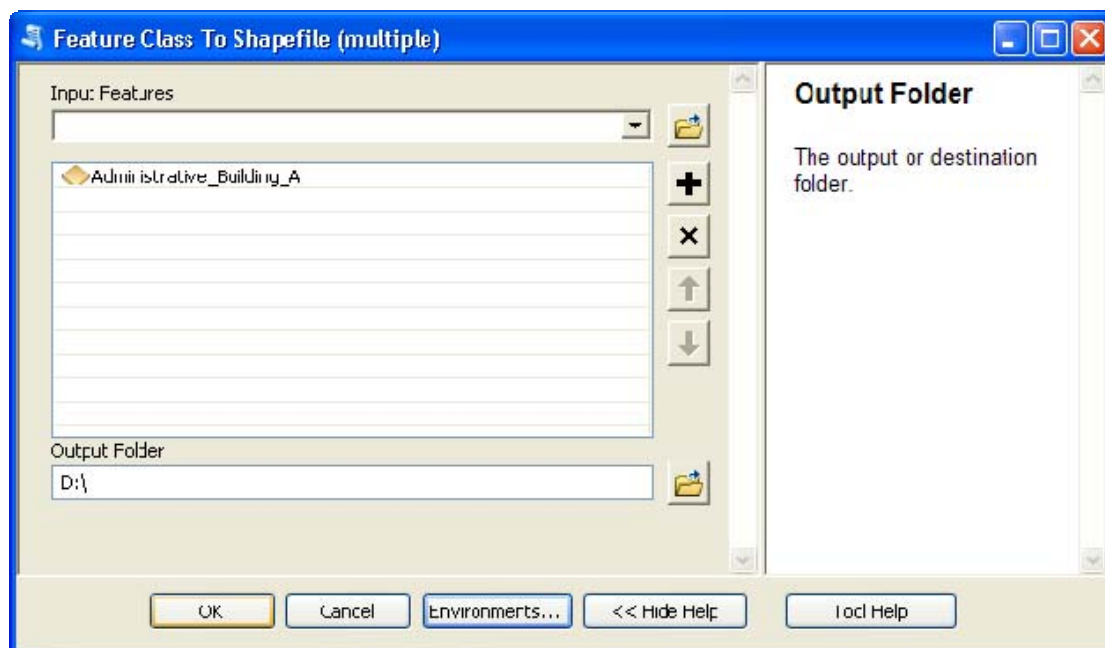 Feature Class To Shapefile (multiple)
Input Features
Administrative_Building_A
Output Folder
D:\
OK
Cancel
Environments...
<< Hide Help
Output Folder
The output or destination
folder.
Tool Help